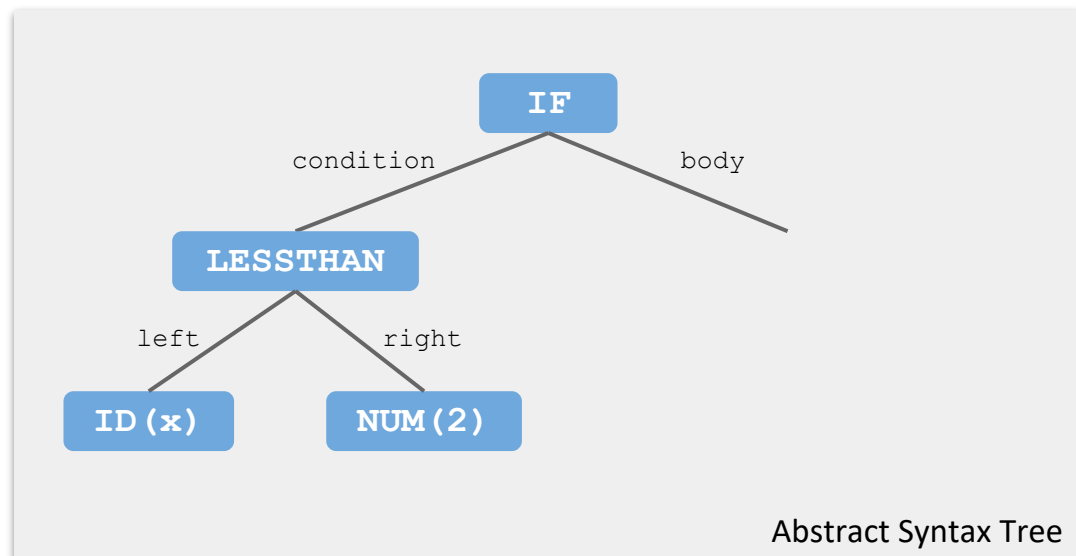 IF
condition
body
LESSTHAN
left
right
ID(x)
NUM(2)
Abstract Syntax Tree